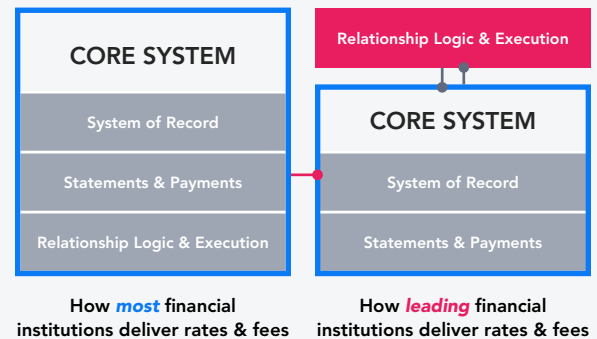 CORE SYSTEM
System of Record
Statements & Payments
Relationship Logic & Execution
How most financial
institutions deliver rates & fees
Relationship Logic & Execution
CORE SYSTEM
System of Record
Statements & Payments
How leading financial
institutions deliver rates & fees